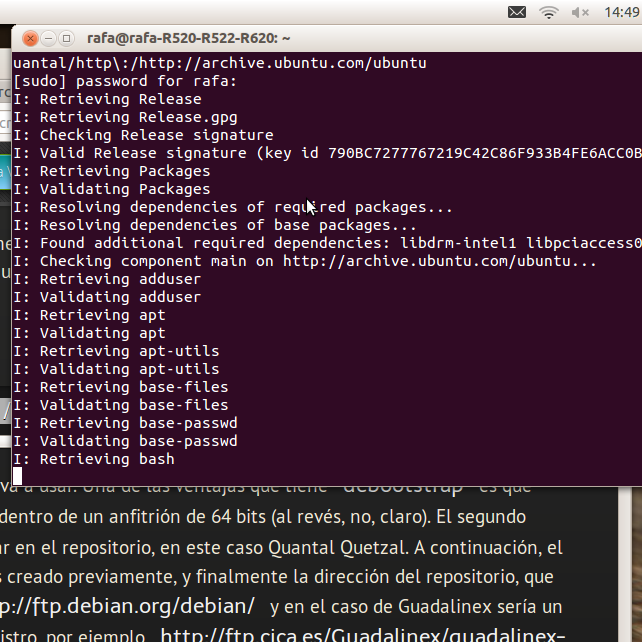 14:49
rafa@rafa-R520-R522-R620: ~
uantal/http\:/http://archive.ubuntu.com/ubuntu
[sudo] password for rafa:
I: Retrieving Release
I: Retrieving Release.gpg
I: Checking Release signature
I: Valid Release signature (key id 790BC7277767219C42C86F933B4FE6ACC0B
I: Retrieving Packages
I: Validating Packages
I: Resolving dependencies of required packages...
I: Resolving dependencies of base packages...
I: Found additional required dependencies: libdrm-intel1 libpciaccess0
I: Checking component main on http://archive.ubuntu.com/ubuntu...
I: Retrieving adduser
I: Validating adduser
I: Retrieving apt
I: Validating apt
I: Retrieving apt-utils
I: Validating apt-utils
I: Retrieving base-files
I: Validating base-files
I: Retrieving base-passwd
I: Validating base-passwd
I: Retrieving bash
va a usar. Una de las ventajas que tiene debootstrap es que
dentro de un anfitrión de 64 bits (al revés, no, claro). El segundo
ar en el repositorio, en este caso Quantal Quetzal. A continuación, el
s creado previamente, y finalmente la dirección del repositorio, que
p://ftp.debian.org/debian/ y en el caso de Guadalinex sería un
istro, por ejemplo http://ftp.cica.es/Guadalinex/guadalinex-